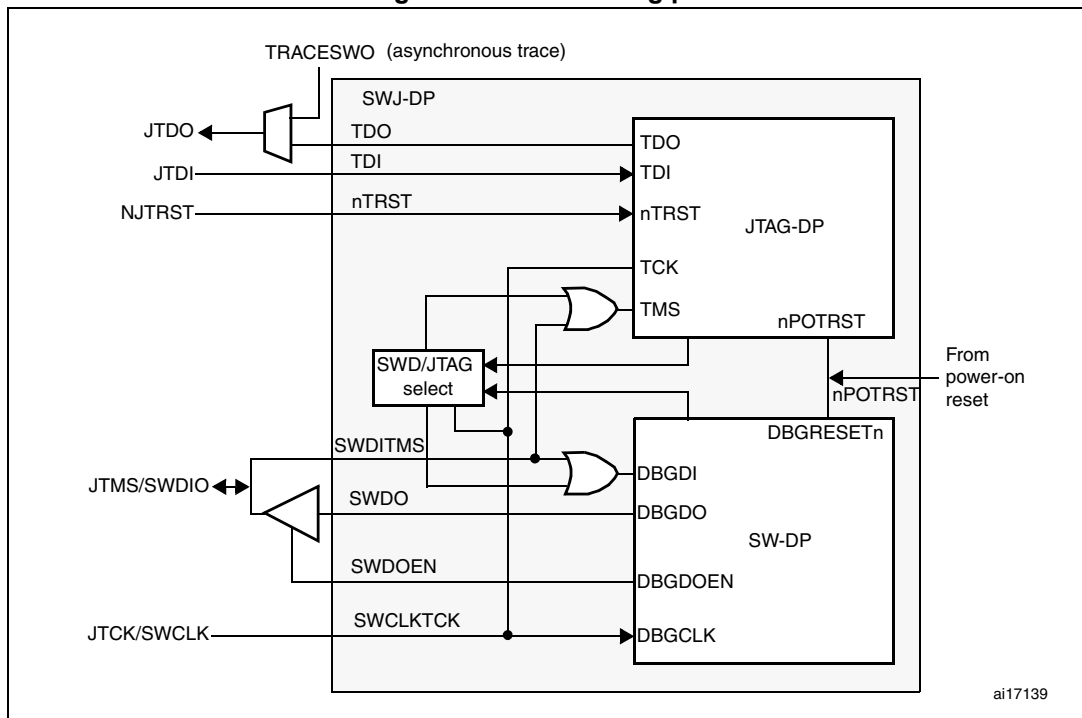 TRACESWO (asynchronous trace)
SWJ-DP
JTDO
TDO
TDO
JTDI
TDI
TDI
NJTRST
nTRST
nTRST
JTAG-DP
TCK
TMS
nPOTRST
SWD/JTAG
select
From
power-on
reset
nPOTRST
DBGRESETn
SWDITMS
DBGDI
JTMS/SWDIO
SWDO
DBGDO
SW-DP
SWDOEN
DBGDOEN
JTCK/SWCLK
SWCLKTCK
DBGCLK
ai17139